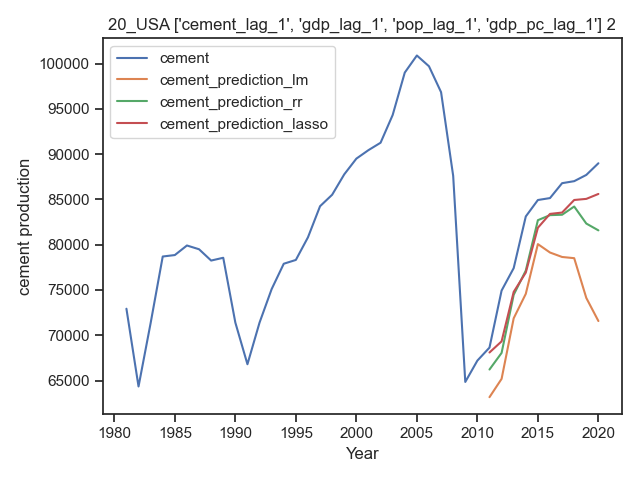 20_USA ['cement_lag_1', 'gdp_lag_1', 'pop_lag_1', 'gdp_pc_lag_1'] 2
cement
cement_prediction_lm
cement_prediction_rr
cement_prediction_lasso
cement production
100000
95000
90000
85000
80000
75000
70000
65000
1980 1985 1990 1995 2000 2005 2010 2015 2020
Year